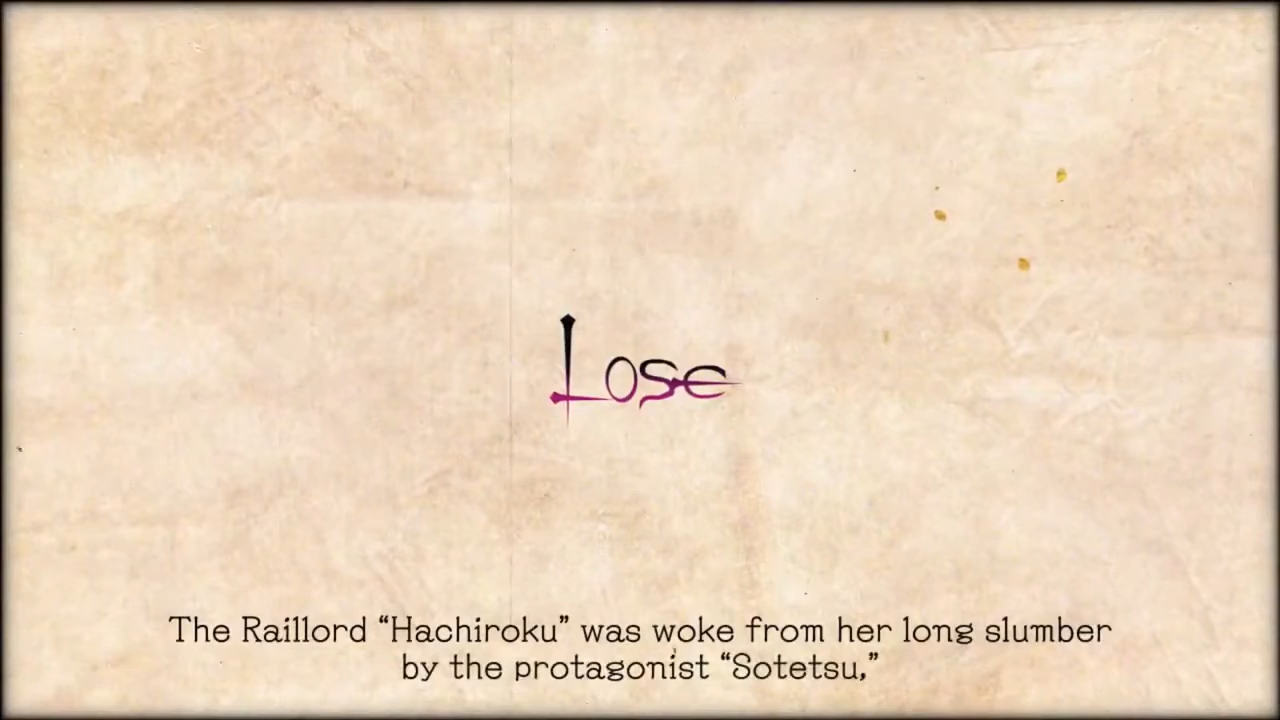 Lose
The Raillord “Hachiroku” was woke from her long slumber
by the protagonist “Sotetsu,”